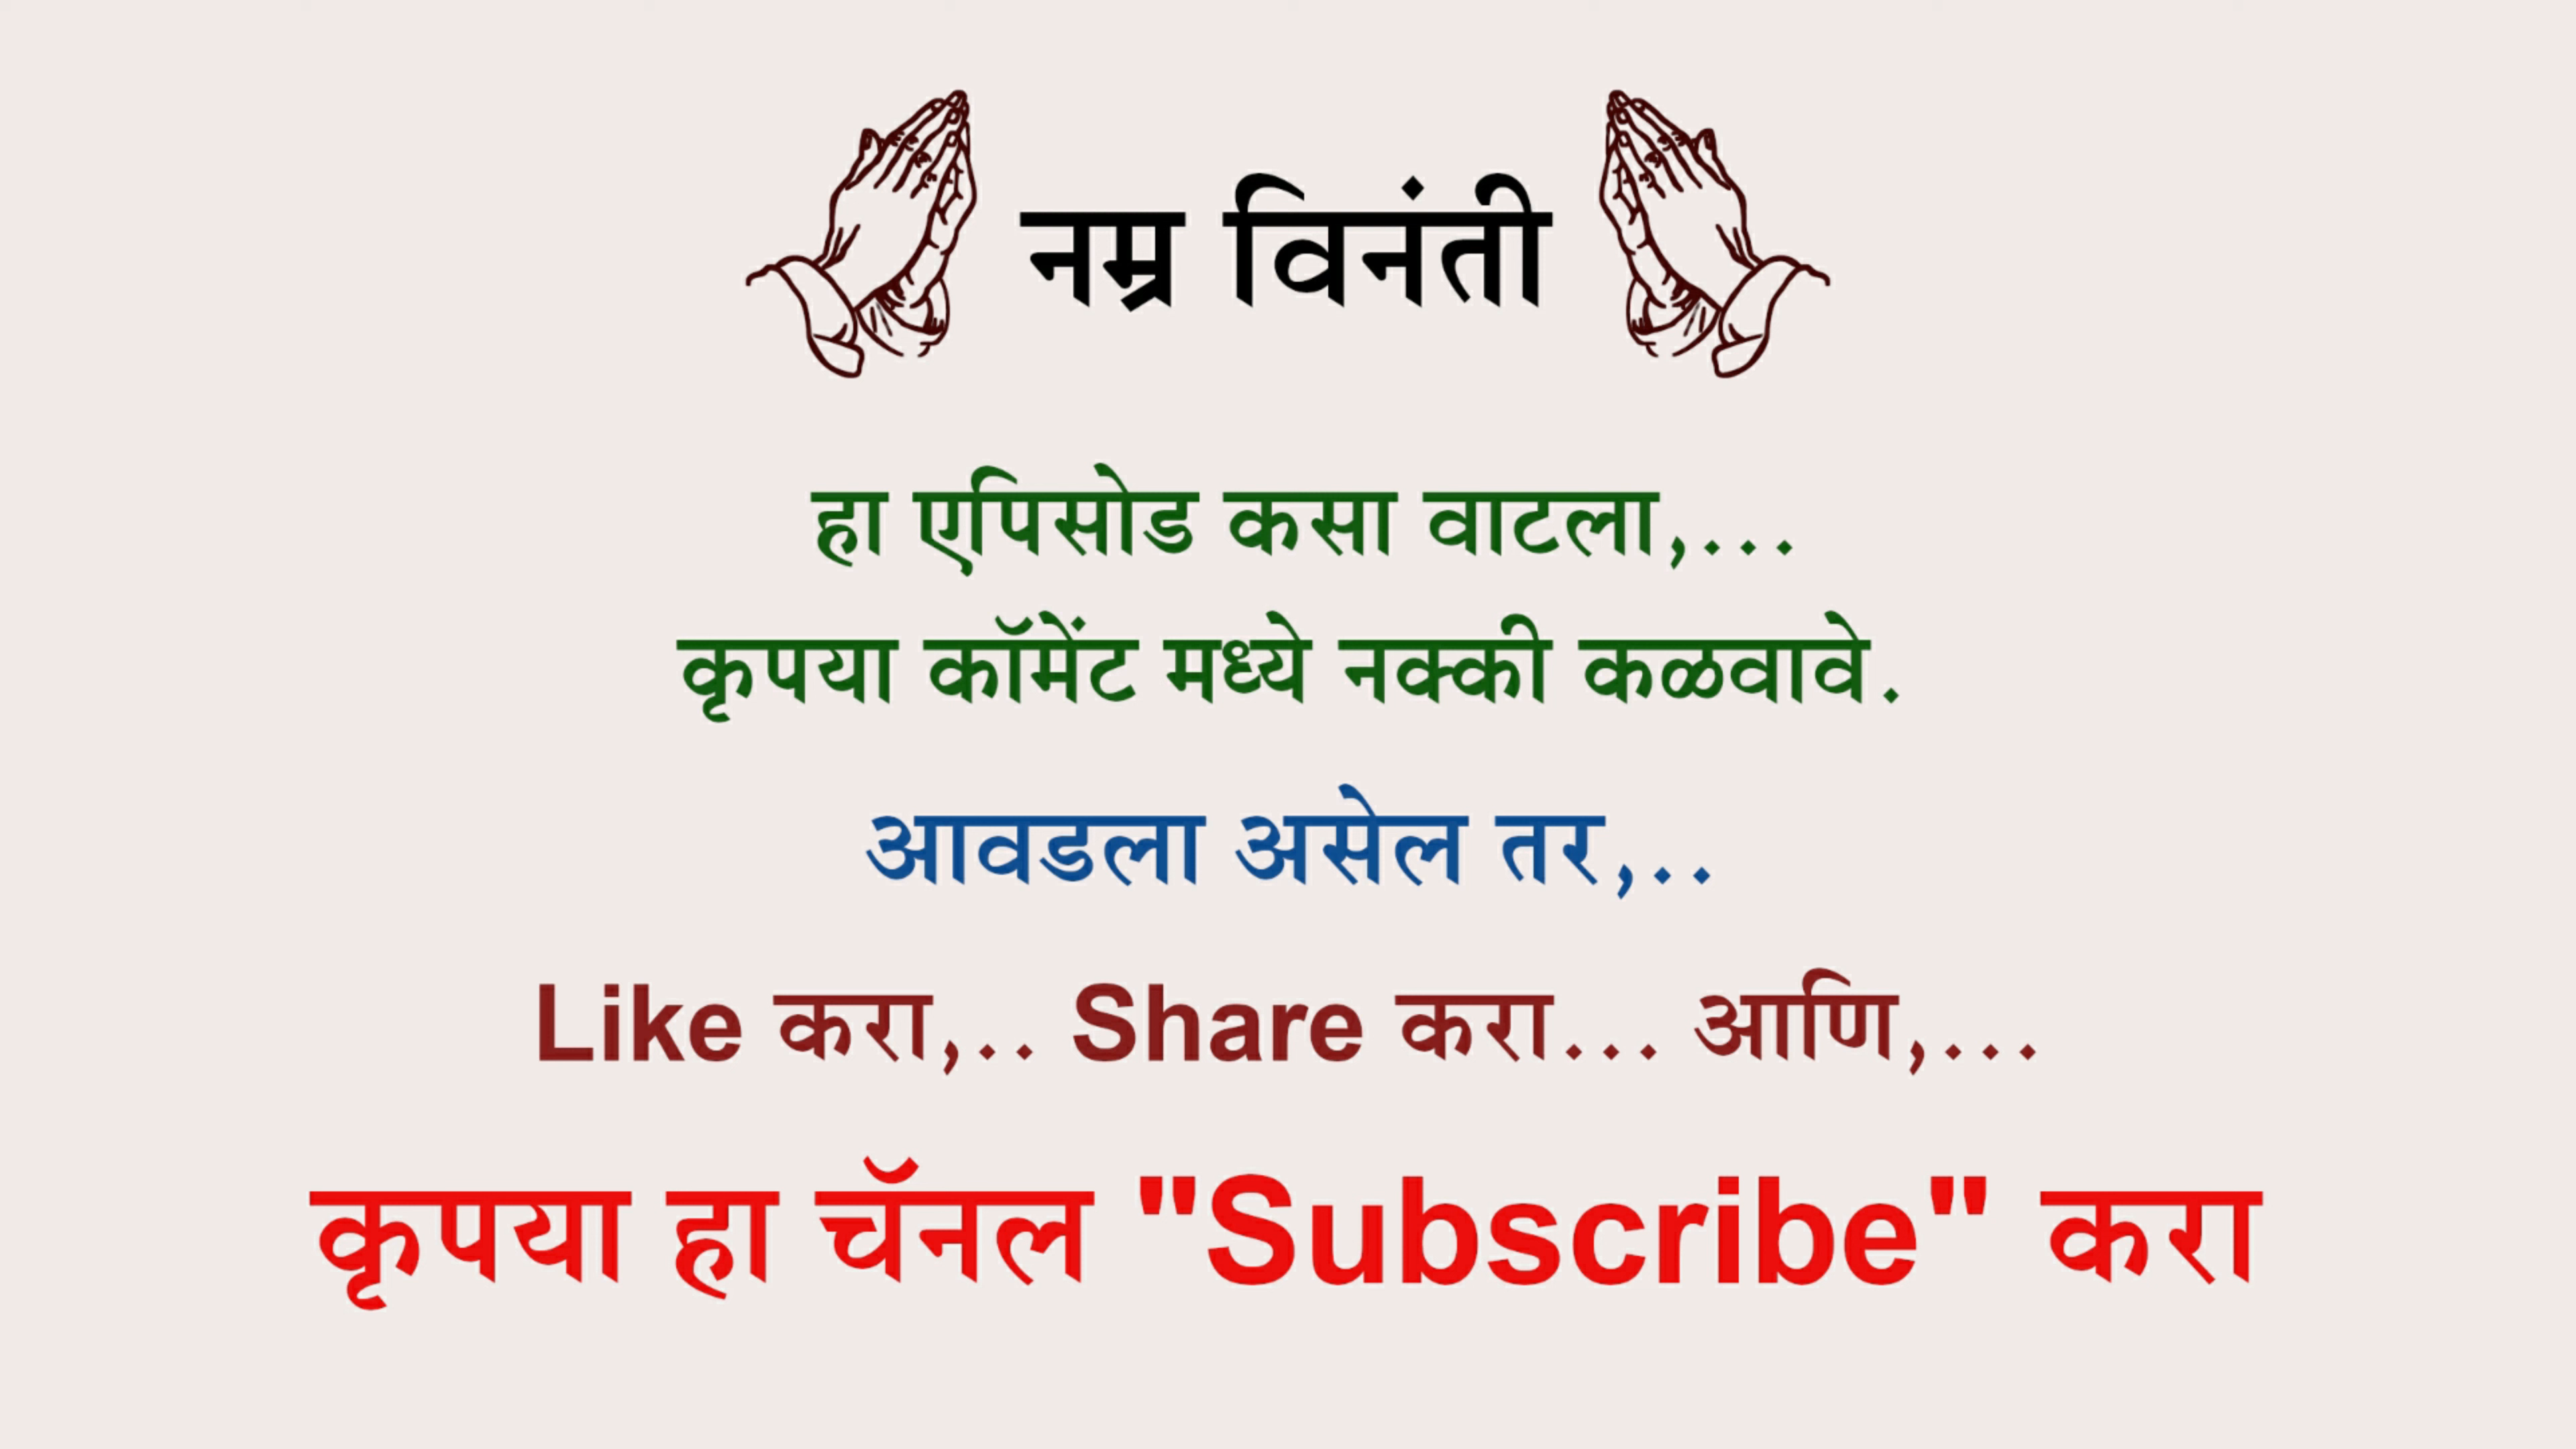 नम्र विनंती
हा एपिसोड कसा वाटला,...
कृपया कॉमेंट मध्ये नक्की कळवावे.
आवडला असेल तर,..
Like करा,.. Share करा... आणि,...
कृपया हा चॅनल "Subscribe" करा